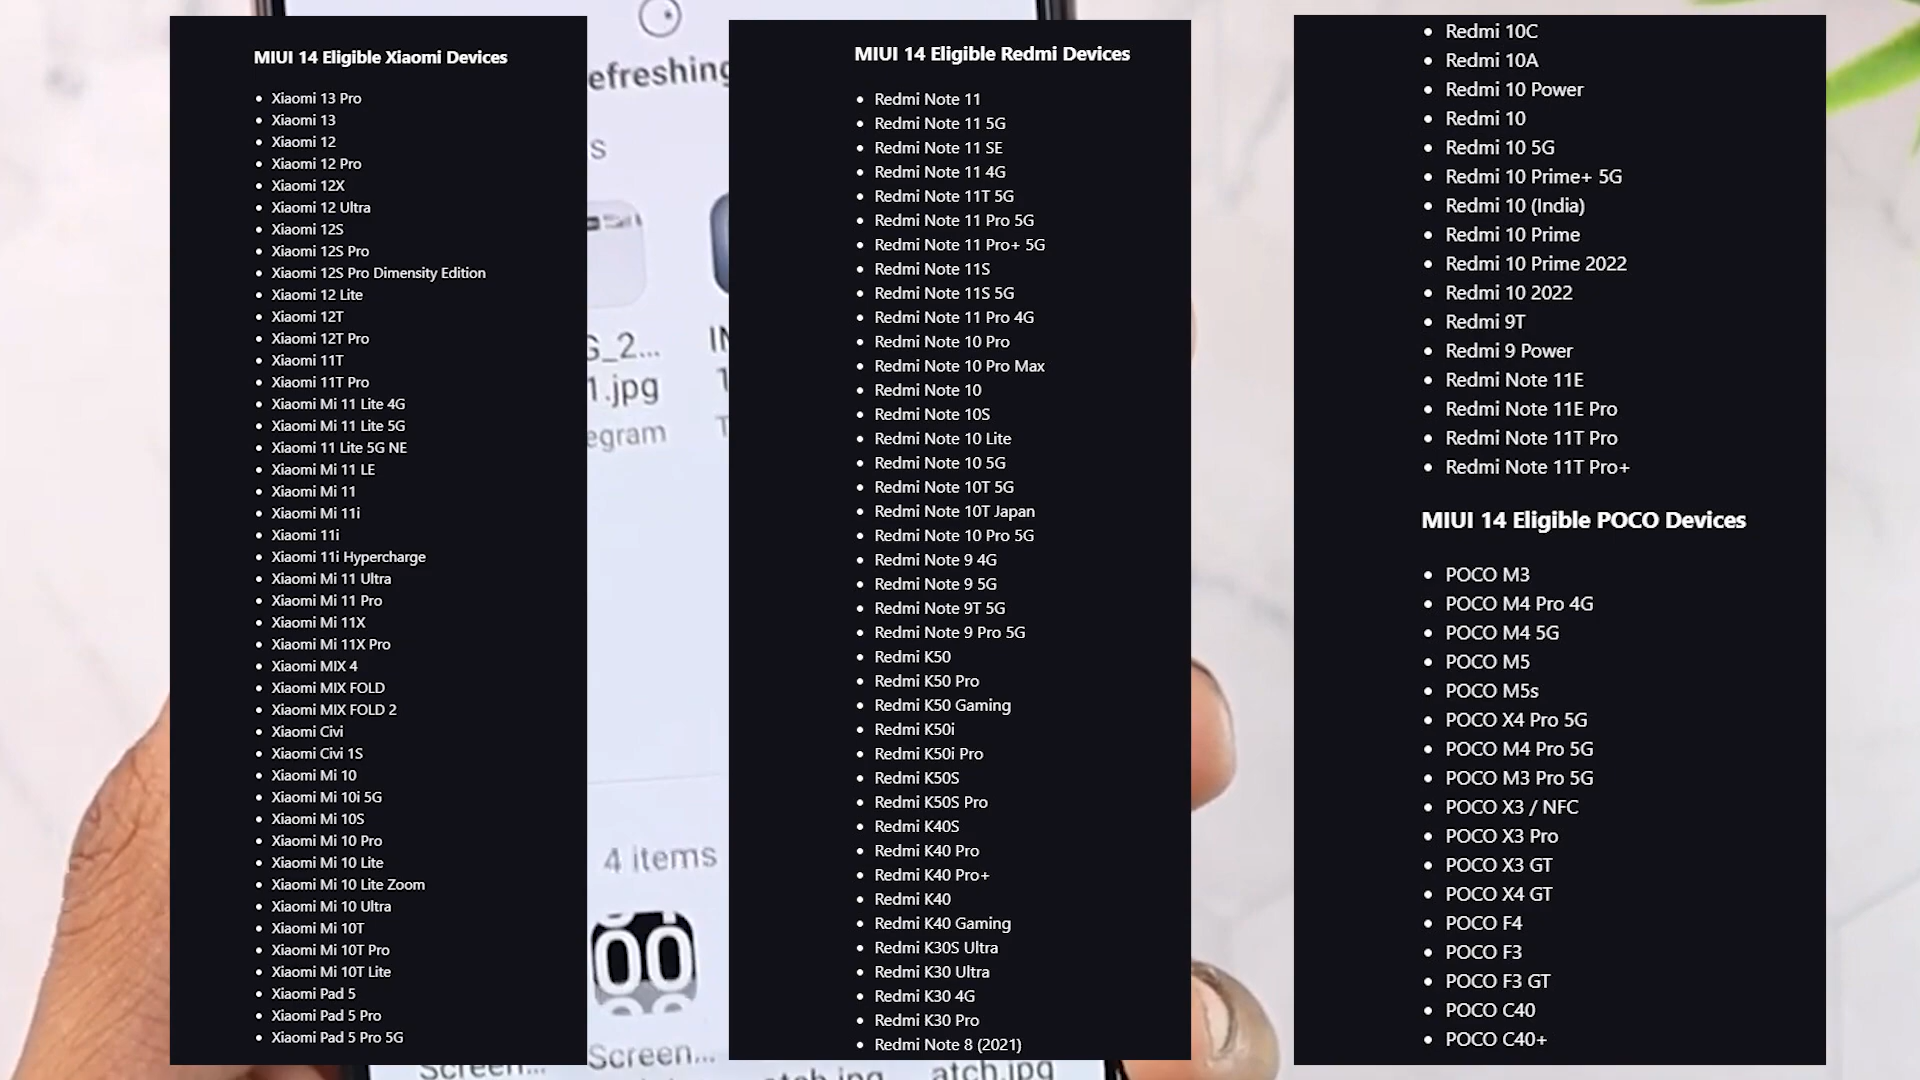 MIUI 14 Eligible Xiaomi Devices
Xiaomi 13 Pro
Xiaomi 13
Xiaomi 12
Xiaomi 12 Pro
Xiaomi 12X
Xiaomi 12 Ultra
Xiaomi 12S
Xiaomi 12S Pro
Xiaomi 12S Pro Dimensity Edition
Xiaomi 12 Lite
Xiaomi 12T
Xiaomi 12T Pro
Xiaomi 11T
Xiaomi 11T Pro
Xiaomi Mi 11 Lite 4G
Xiaomi Mi 11 Lite 5G
Xiaomi 11 Lite 5G NE
Xiaomi Mi 11 LE
Xiaomi Mi 11
Xiaomi Mi 11i
Xiaomi 11i
Xiaomi 11i Hypercharge
Xiaomi Mi 11 Ultra
Xiaomi Mi 11 Pro
Xiaomi Mi 11X
Xiaomi Mi 11X Pro
Xiaomi MIX 4
Xiaomi MIX FOLD
Xiaomi MIX FOLD 2
Xiaomi Civi
Xiaomi Civi 1S
Xiaomi Mi 10
Xiaomi Mi 10i 5G
Xiaomi Mi 10S
Xiaomi Mi 10 Pro
Xiaomi Mi 10 Lite
Xiaomi Mi 10 Lite Zoom
Xiaomi Mi 10 Ultra
Xiaomi Mi 10T
Xiaomi Mi 10T Pro
Xiaomi Mi 10T Lite
Xiaomi Pad 5
Xiaomi Pad 5 Pro
Xiaomi Pad 5 Pro 5G
efreshing
s
G_2...
1.jpg
egram
4 items
00
Screen...
Screen...
atch.jpg
MIUI 14 Eligible Redmi Devices
Redmi Note 11
Redmi Note 11 5G
Redmi Note 11 SE
Redmi Note 11 4G
Redmi Note 11T 5G
Redmi Note 11 Pro 5G
Redmi Note 11 Pro+ 5G
Redmi Note 11S
Redmi Note 11S 5G
Redmi Note 11 Pro 4G
Redmi Note 10 Pro
Redmi Note 10 Pro Max
Redmi Note 10
Redmi Note 10S
Redmi Note 10 Lite
Redmi Note 10 5G
Redmi Note 10T 5G
Redmi Note 10T Japan
Redmi Note 10 Pro 5G
Redmi Note 9 4G
Redmi Note 9 5G
Redmi Note 9T 5G
Redmi Note 9 Pro 5G
Redmi K50
Redmi K50 Pro
Redmi K50 Gaming
Redmi K50i
Redmi K50i Pro
Redmi K50S
Redmi K50S Pro
Redmi K40S
Redmi K40 Pro
Redmi K40 Pro+
Redmi K40
Redmi K40 Gaming
Redmi K30S Ultra
Redmi K30 Ultra
Redmi K30 4G
Redmi K30 Pro
Redmi Note 8 (2021)
Redmi 10C
Redmi 10A
Redmi 10 Power
Redmi 10
Redmi 10 5G
Redmi 10 Prime+ 5G
Redmi 10 (India)
Redmi 10 Prime
Redmi 10 Prime 2022
Redmi 10 2022
Redmi 9T
Redmi 9 Power
Redmi Note 11E
Redmi Note 11E Pro
Redmi Note 11T Pro
Redmi Note 11T Pro+
MIUI 14 Eligible POCO Devices
POCO M3
POCO M4 Pro 4G
POCO M4 5G
POCO M5
POCO M5s
POCO X4 Pro 5G
POCO M4 Pro 5G
POCO M3 Pro 5G
POCO X3 / NFC
POCO X3 Pro
POCO X3 GT
POCO X4 GT
POCO F4
POCO F3
POCO F3 GT
POCO C40
POCO C40+